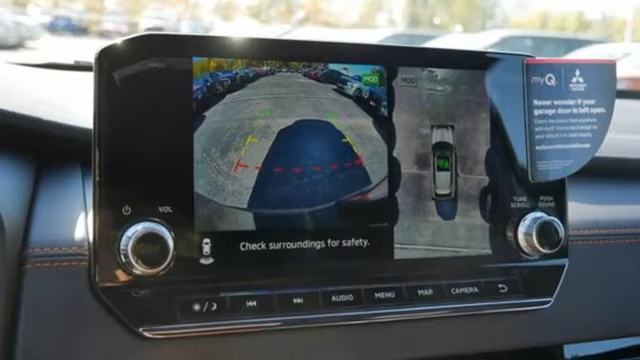 MOD
MOD
Check surroundings for safety.
VOL
TUNE
SCROLL
PUSH
SOUND
AUDIO
MENU
MAP
CAMERA
myQ
Never wonder if your
garage door is left open.